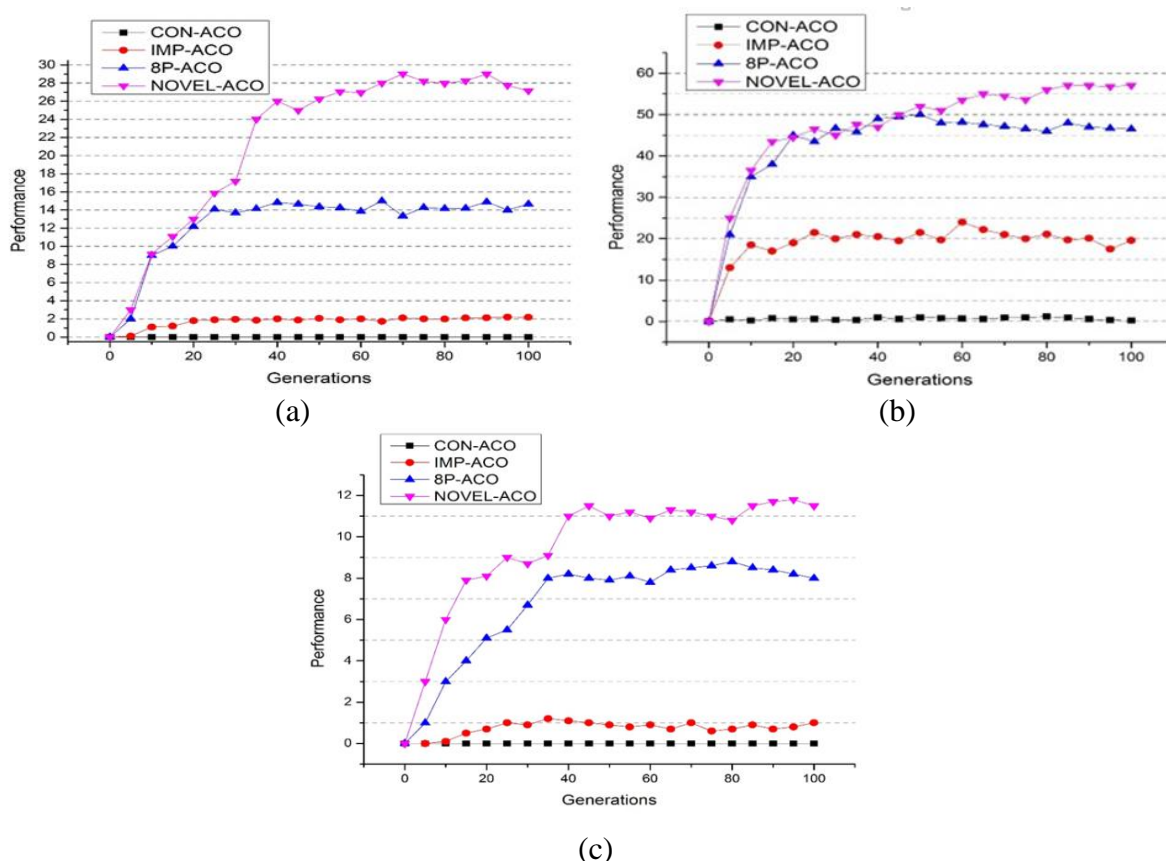 CON-ACO
IMP-ACO
8P-ACO
NOVEL-ACO
30
28
26
24
22
20
18
16
14
12
10
8
6
4
2
0
Performance
0 20 40 60 80 100
Generations
(a)
CON-ACO
IMP-ACO
8P-ACO
NOVEL-ACO
60
50
40
30
20
10
0
Performance
0 20 40 60 80 100
Generations
(b)
CON-ACO
IMP-ACO
8P-ACO
NOVEL-ACO
12
10
8
6
4
2
0
Performance
0 20 40 60 80 100
Generations
(c)